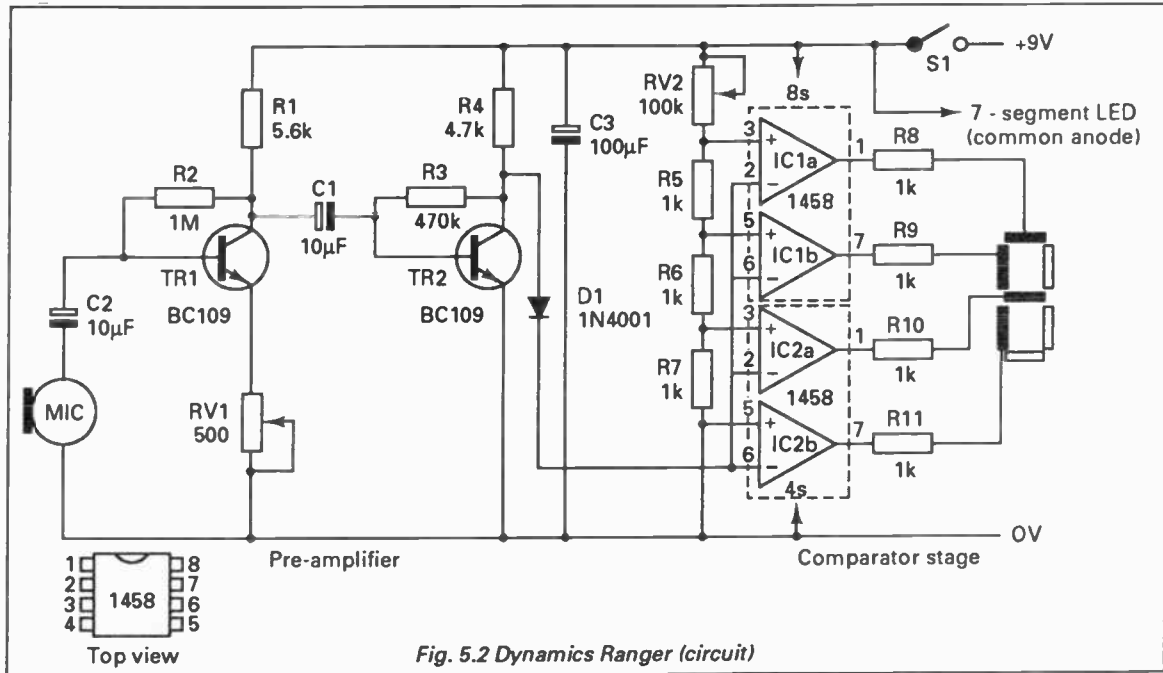 +9V
S1
8s
7 - segment LED
(common anode)
R1
5.6k
R4
4.7k
C3
100µF
RV2
100k
R2
1M
C1
10µF
R3
470k
TR1
BC109
TR2
BC109
C2
10µF
D1
1N4001
MIC
RV1
500
R5
1k
R6
1k
R7
1k
3
+
IC1a
2
−
1
1458
5
+
IC1b
6
−
7
3
+
IC2a
2
−
1
1458
5
+
IC2b
6
−
7
4s
R8
1k
R9
1k
R10
1k
R11
1k
0V
Pre-amplifier
Comparator stage
1 8
2 7
3 6
4 5
1458
Top view
Fig. 5.2 Dynamics Ranger (circuit)